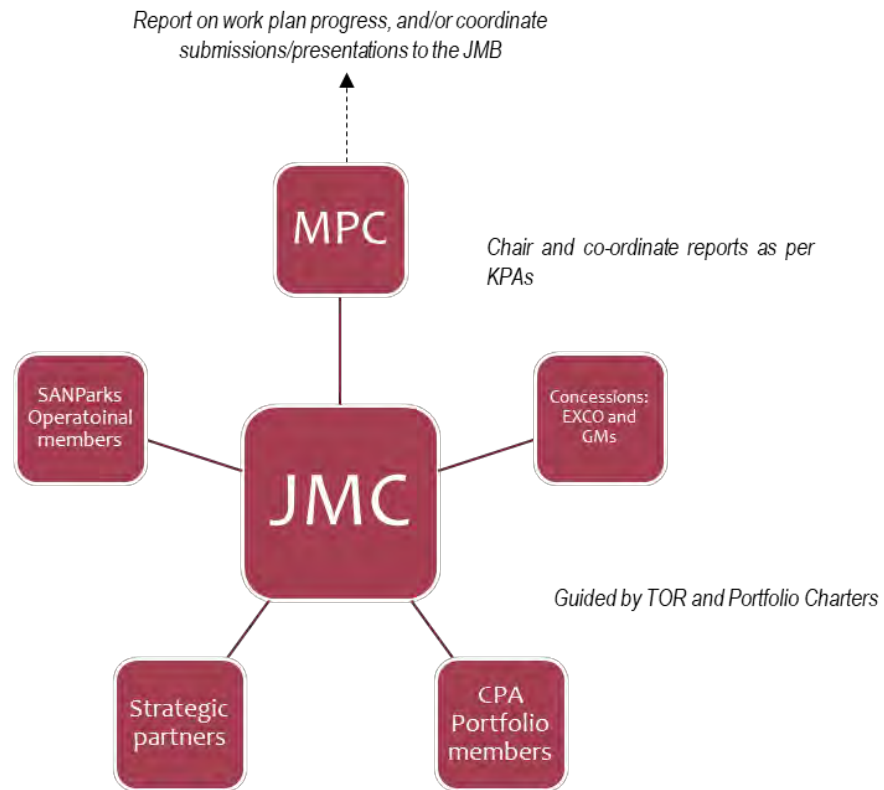 Report on work plan progress, and/or coordinate
submissions/presentations to the JMB
MPC
Chair and co-ordinate reports as per
KPAs
SANParks
Operatoinal
members
Concessions:
EXCO and
GMs
JMC
Guided by TOR and Portfolio Charters
Strategic
partners
CPA
Portfolio
members